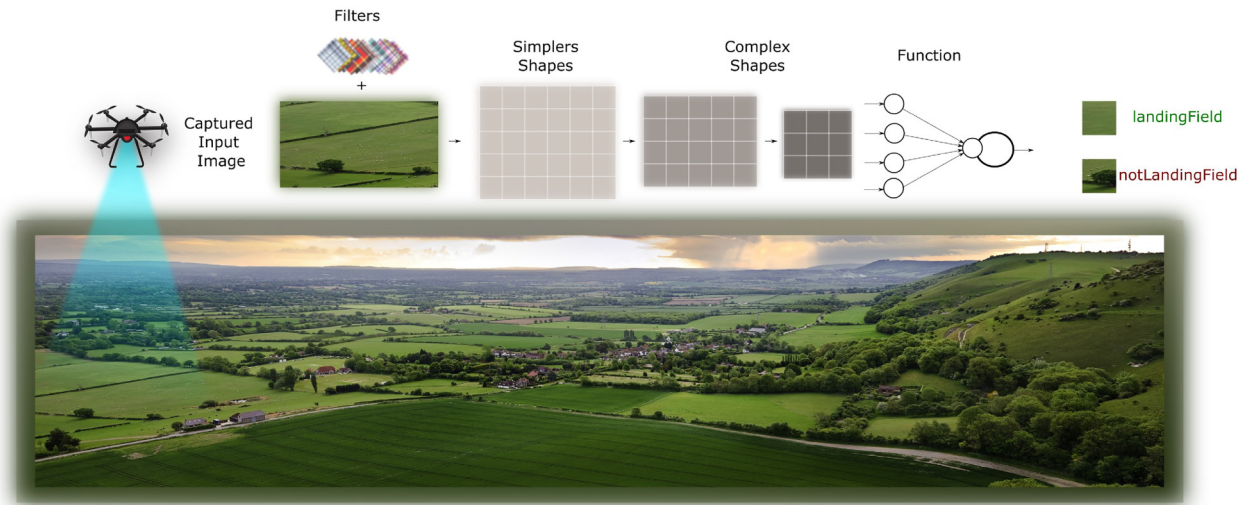 Filters
+
Simplers
Shapes
Complex
Shapes
Function
Captured
Input
Image
landingField
notLandingField